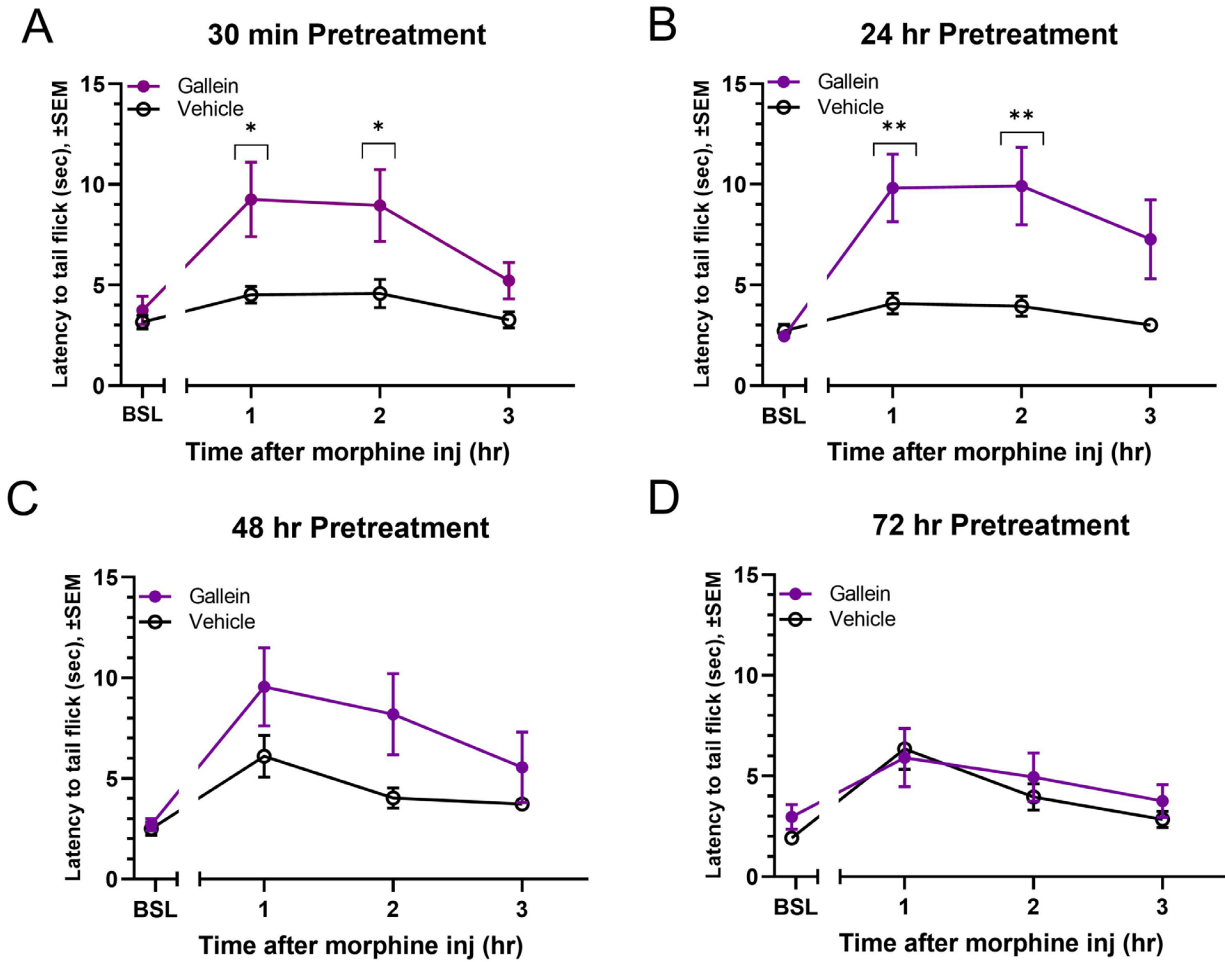 A
30 min Pretreatment
Latency to tail flick (sec), ±SEM
15
10
5
0
Gallein
Vehicle
*
*
BSL
1
2
3
Time after morphine inj (hr)
B
24 hr Pretreatment
Latency to tail flick (sec), ±SEM
15
10
5
0
Gallein
Vehicle
**
**
BSL
1
2
3
Time after morphine inj (hr)
C
48 hr Pretreatment
Latency to tail flick (sec), ±SEM
15
10
5
0
Gallein
Vehicle
BSL
1
2
3
Time after morphine inj (hr)
D
72 hr Pretreatment
Latency to tail flick (sec), ±SEM
15
10
5
0
Gallein
Vehicle
BSL
1
2
3
Time after morphine inj (hr)